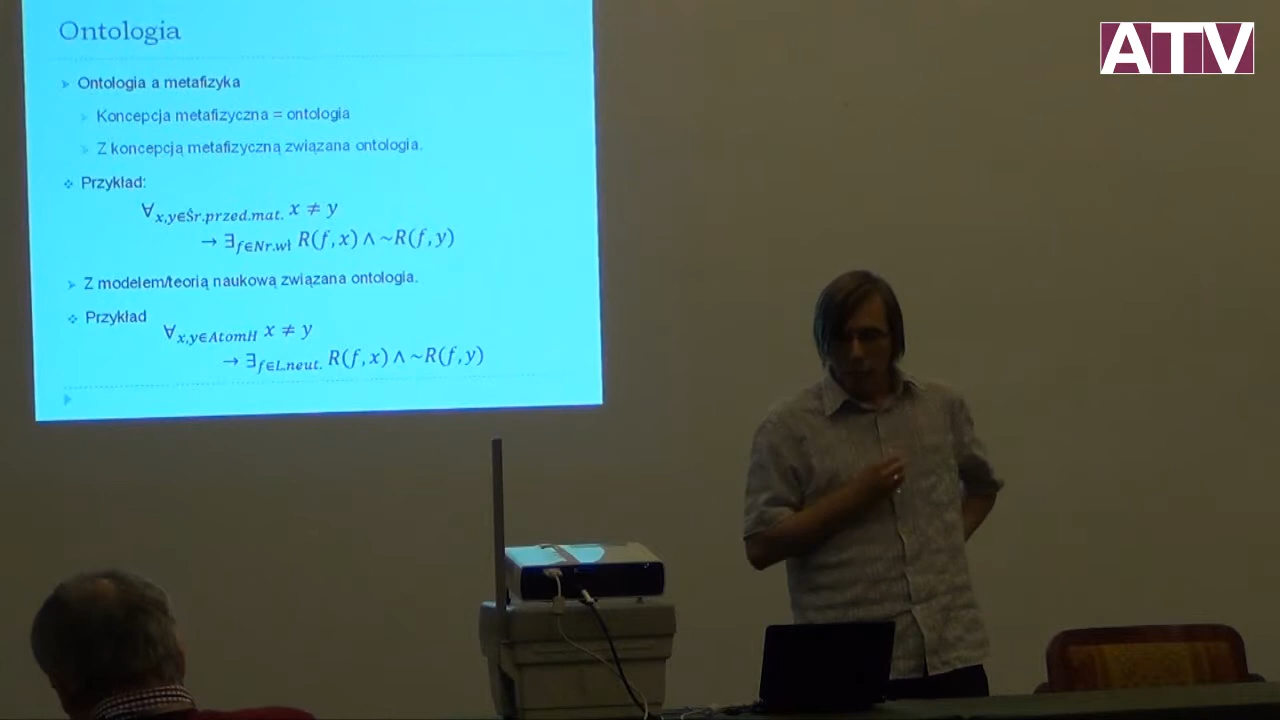 Ontologia
ATV
Ontologia a metafizyka
Koncepcja metafizyczna = ontologia
Z koncepcją metafizyczną związana ontologia.
Przykład:
∀x,y∈Śr.przed.mat. x ≠ y
→ ∃f∈Nr.wł R(f,x) ∧ ~R(f,y)
Z modelem/teorią naukową związana ontologia.
Przykład
∀x,y∈AtomH x ≠ y
→ ∃f∈L.neut. R(f,x) ∧ ~R(f,y)